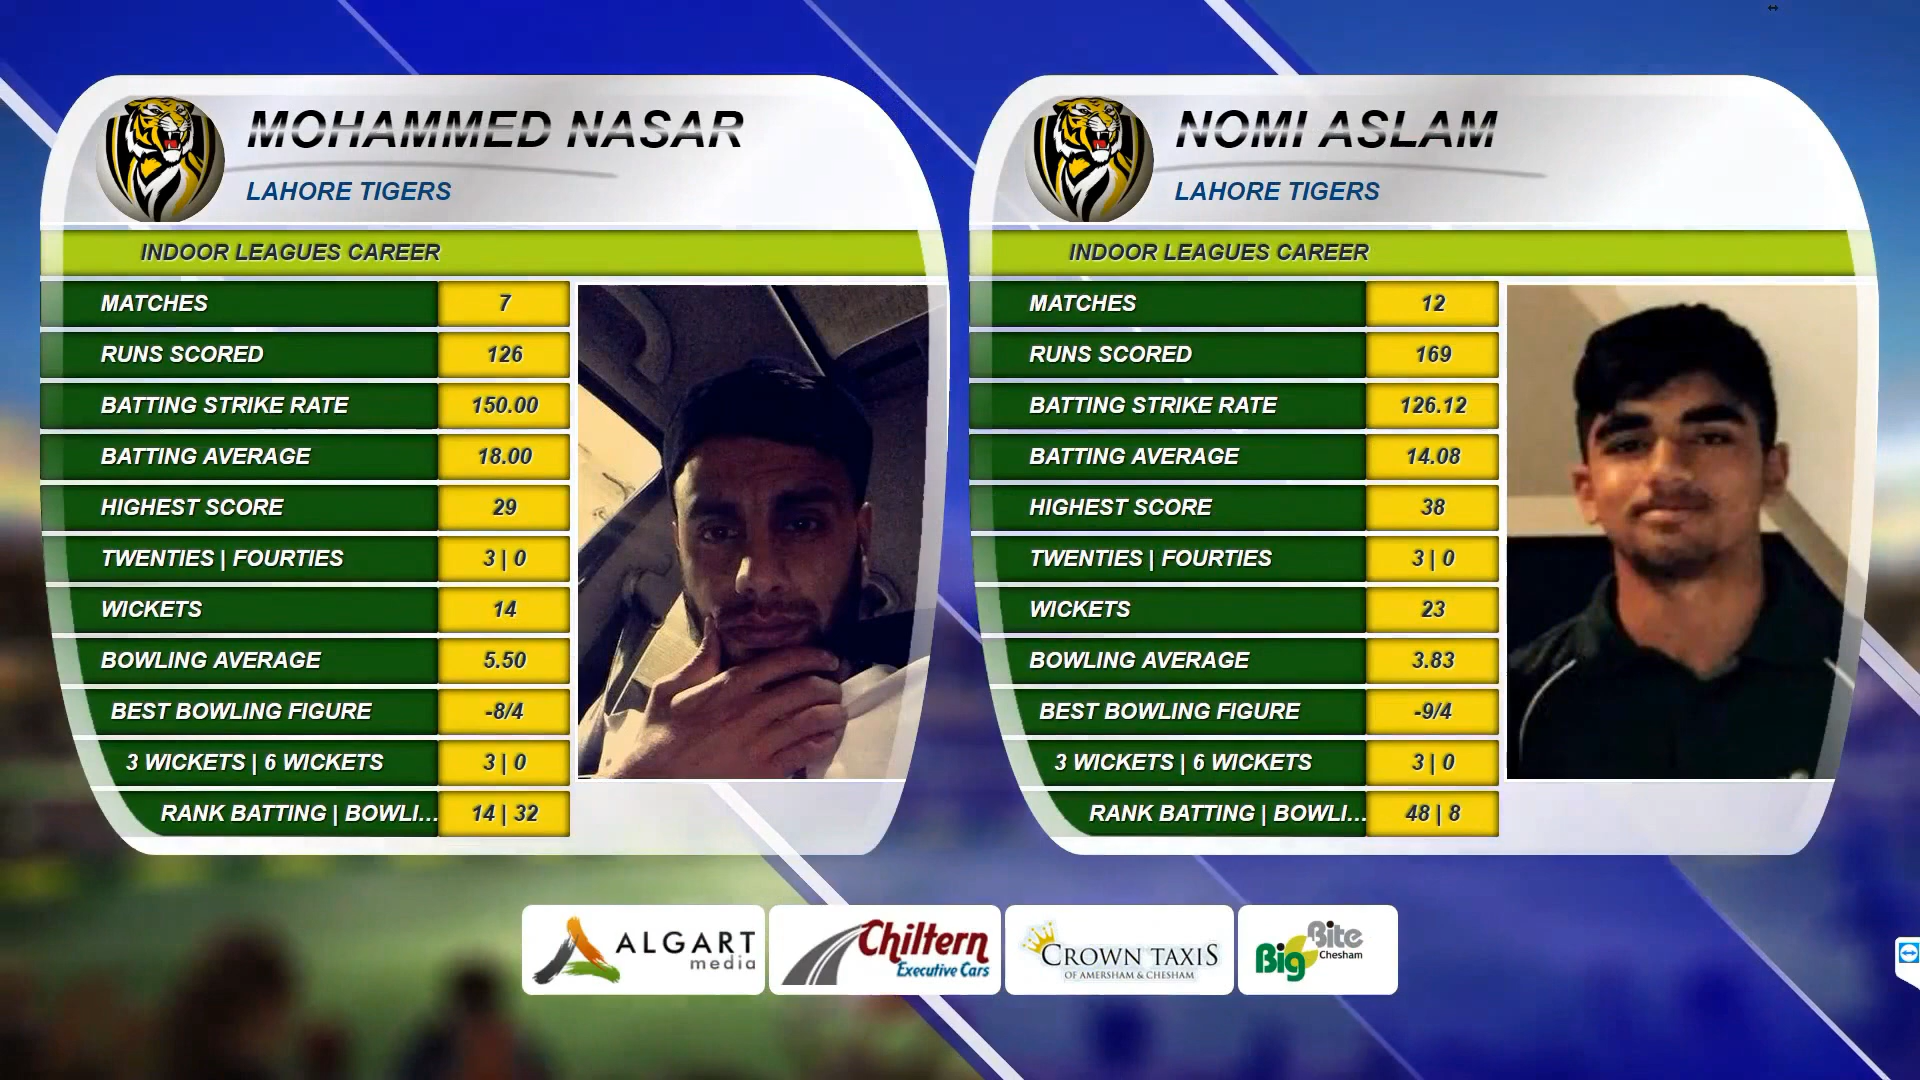 MOHAMMED NASAR
LAHORE TIGERS
INDOOR LEAGUES CAREER
MATCHES 7
RUNS SCORED 126
BATTING STRIKE RATE 150.00
BATTING AVERAGE 18.00
HIGHEST SCORE 29
TWENTIES | FOURTIES 3 | 0
WICKETS 14
BOWLING AVERAGE 5.50
BEST BOWLING FIGURE -8/4
3 WICKETS | 6 WICKETS 3 | 0
RANK BATTING | BOWLI... 14 | 32
NOMI ASLAM
LAHORE TIGERS
INDOOR LEAGUES CAREER
MATCHES 12
RUNS SCORED 169
BATTING STRIKE RATE 126.12
BATTING AVERAGE 14.08
HIGHEST SCORE 38
TWENTIES | FOURTIES 3 | 0
WICKETS 23
BOWLING AVERAGE 3.83
BEST BOWLING FIGURE -9/4
3 WICKETS | 6 WICKETS 3 | 0
RANK BATTING | BOWLI... 48 | 8
ALGART
media
Chiltern
Executive Cars
CROWN TAXIS
OF AMERSHAM & CHESHAM
Big Bite
Chesham